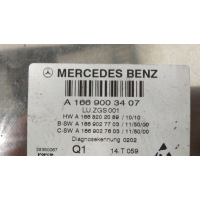 MERCEDES BENZ
A 166 900 34 07
LU ZGS 001
HW A 166 820 20 89 / 10/10
B-SW A 166 902 77 03 / 11/50/00
C-SW A 166 902 76 03 / 11/50/00
Diagnosekennung 0202
Q1 14 T 059